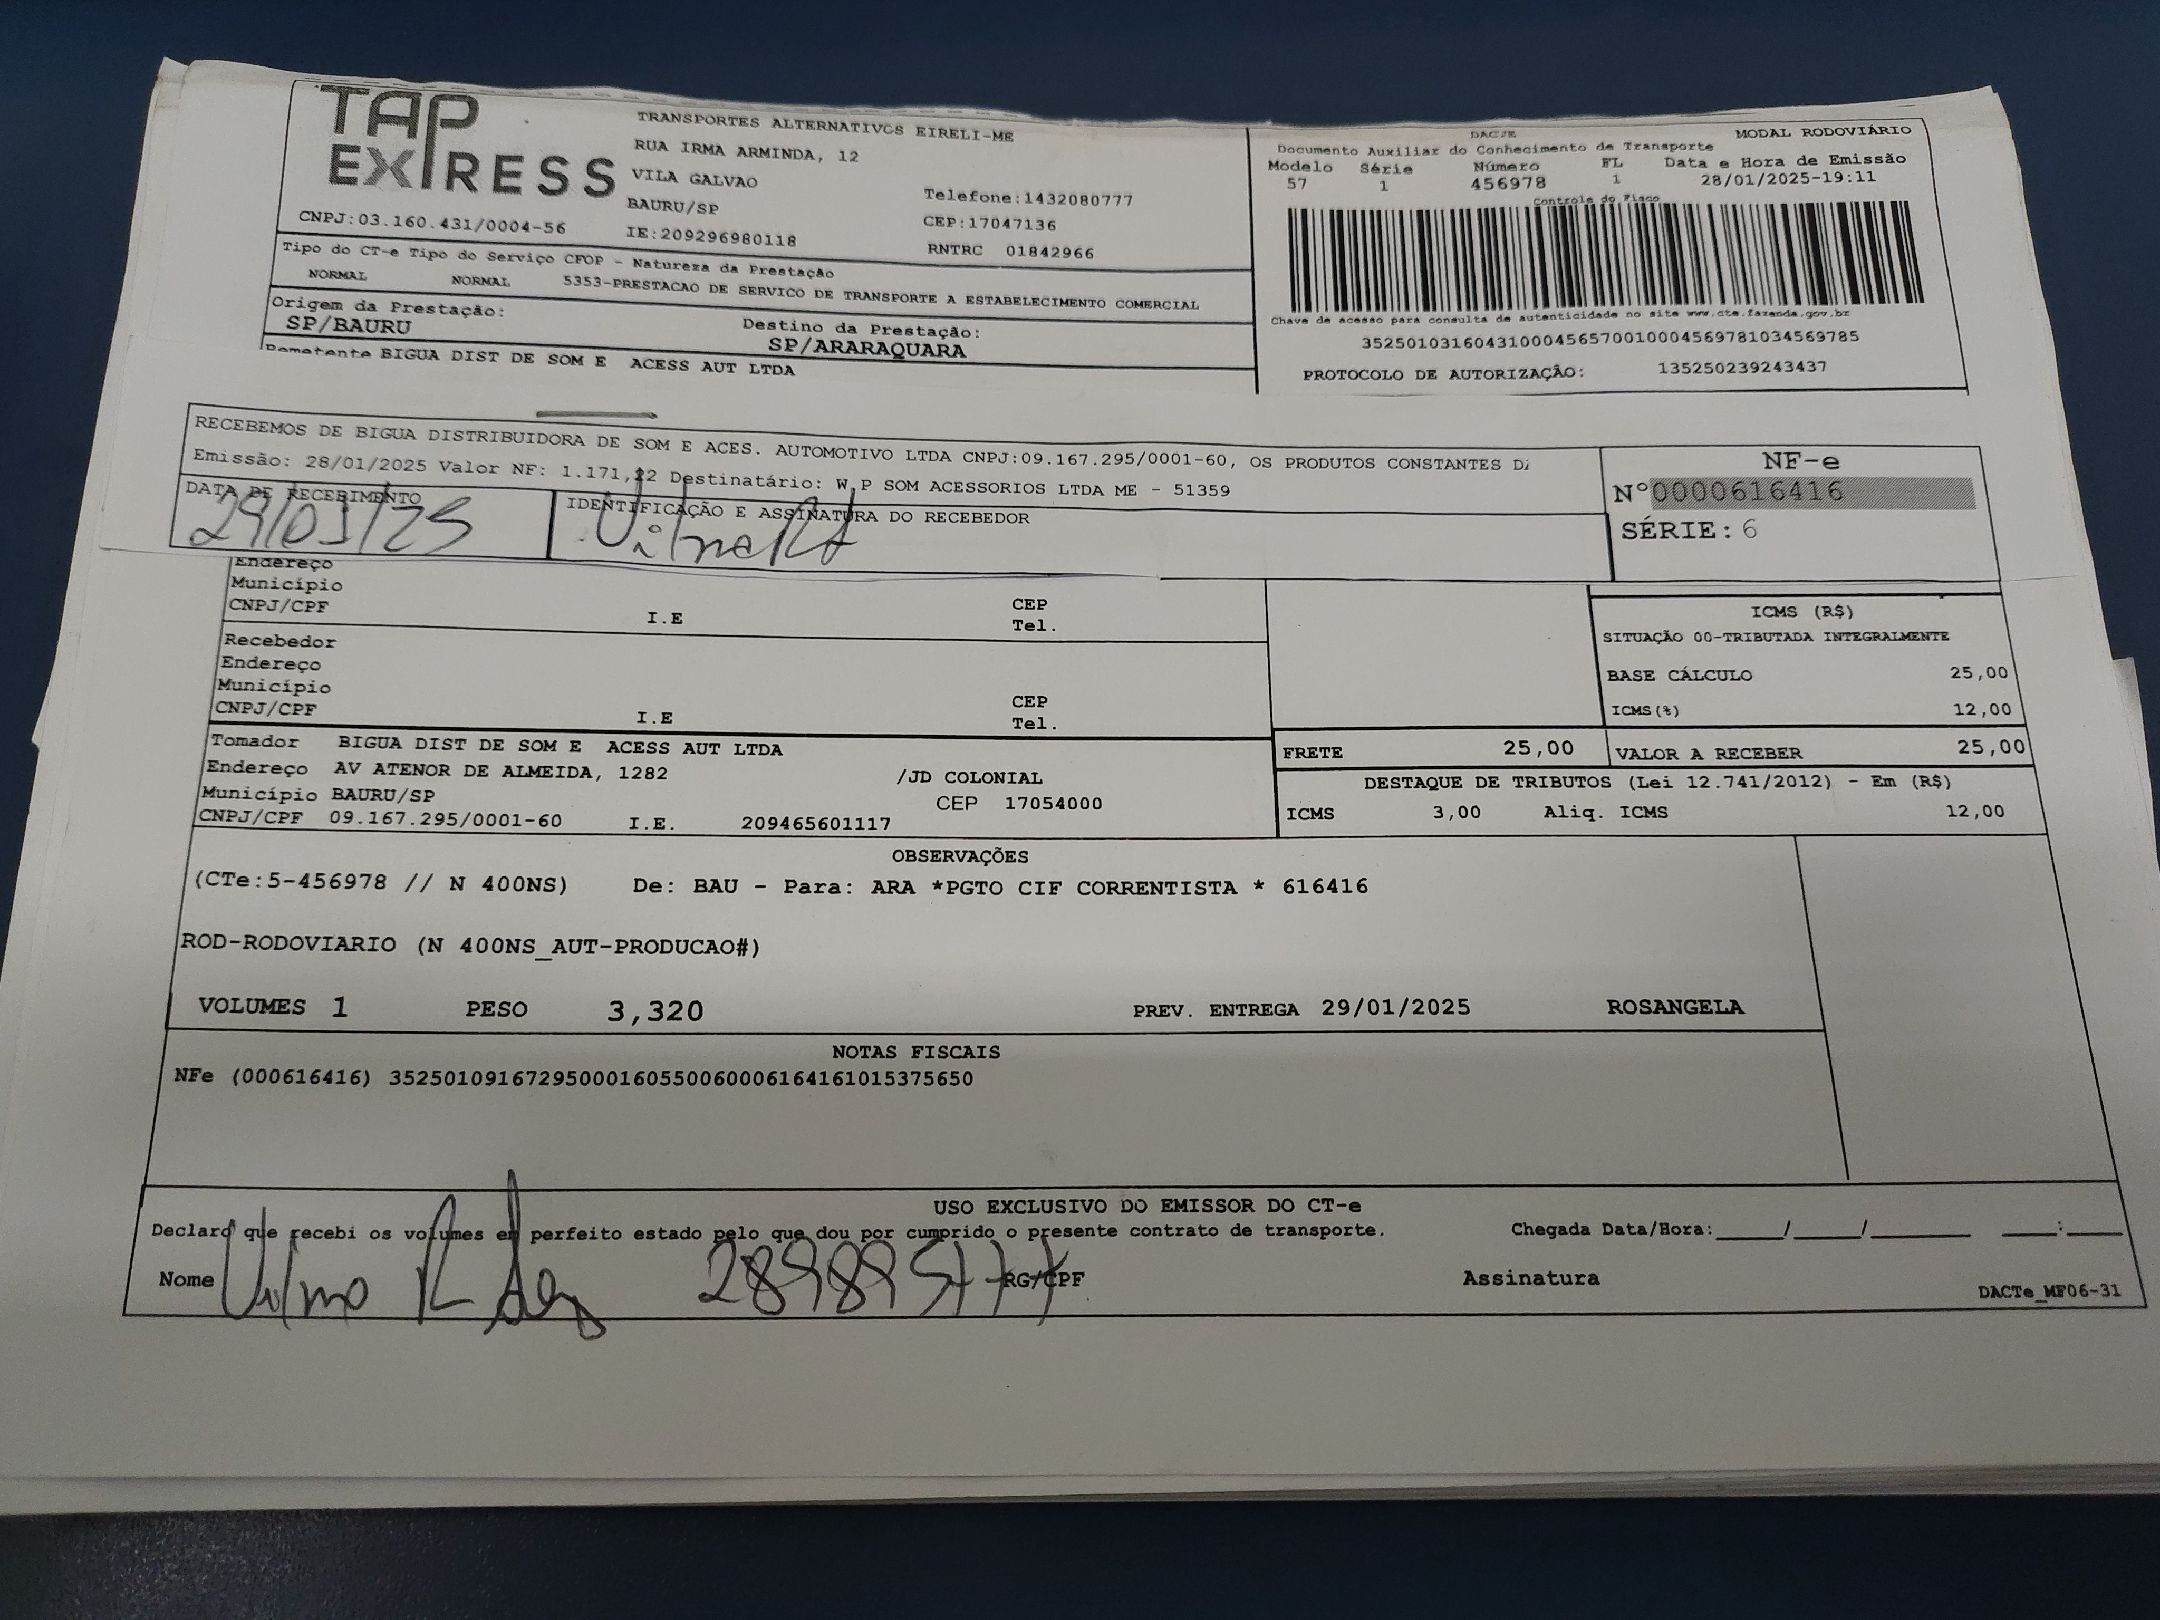 TAP
EXPRESS
TRANSPORTES ALTERNATIVOS EIRELI-ME
RUA IRMA ARMINDA, 12
VILA GALVAO
BAURU/SP
Telefone:1432080777
CEP:17047136
CNPJ:03.160.431/0004-56
IE:209296980118
RNTRC 01842966
DACTE
MODAL RODOVIÁRIO
Documento Auxiliar do Conhecimento de Transporte
Modelo Série Número FL Data e Hora de Emissão
57 1 456978 1 28/01/2025-19:11
Controle do Fisco
Chave de acesso para consulta de autenticidade no site www.cte.fazenda.gov.br
35250103160431000456570010004569781034569785
PROTOCOLO DE AUTORIZAÇÃO: 135250239243437
Tipo do CT-e Tipo do Serviço CFOP - Natureza da Prestação
NORMAL NORMAL 5353-PRESTACAO DE SERVICO DE TRANSPORTE A ESTABELECIMENTO COMERCIAL
Origem da Prestação:
SP/BAURU
Destino da Prestação:
SP/ARARAQUARA
Remetente BIGUA DIST DE SOM E ACESS AUT LTDA
RECEBEMOS DE BIGUA DISTRIBUIDORA DE SOM E ACES. AUTOMOTIVO LTDA CNPJ:09.167.295/0001-60, OS PRODUTOS CONSTANTES
Emissão: 28/01/2025 Valor NF: 1.171,22 Destinatário: W P SOM ACESSORIOS LTDA ME - 51359
DATA DE RECEBIMENTO
29/01/25
IDENTIFICAÇÃO E ASSINATURA DO RECEBEDOR
NF-e
N°0000616416
SÉRIE: 6
Endereço
Município
CNPJ/CPF I.E CEP
Tel.
Recebedor
Endereço
Município
CNPJ/CPF I.E CEP
Tel.
ICMS (R$)
SITUAÇÃO 00-TRIBUTADA INTEGRALMENTE
BASE CÁLCULO 25,00
ICMS(%) 12,00
Tomador BIGUA DIST DE SOM E ACESS AUT LTDA
Endereço AV ATENOR DE ALMEIDA, 1282 /JD COLONIAL
Município BAURU/SP CEP 17054000
CNPJ/CPF 09.167.295/0001-60 I.E. 209465601117
FRETE 25,00 VALOR A RECEBER 25,00
DESTAQUE DE TRIBUTOS (Lei 12.741/2012) - Em (R$)
ICMS 3,00 Aliq. ICMS 12,00
OBSERVAÇÕES
(CTe:5-456978 // N 400NS) De: BAU - Para: ARA *PGTO CIF CORRENTISTA * 616416
ROD-RODOVIARIO (N 400NS_AUT-PRODUCAO#)
VOLUMES 1 PESO 3,320 PREV. ENTREGA 29/01/2025 ROSANGELA
NOTAS FISCAIS
NFe (000616416) 35250109167295000160550060006164161015375650
USO EXCLUSIVO DO EMISSOR DO CT-e
Declaro que recebi os volumes em perfeito estado pelo que dou por cumprido o presente contrato de transporte. Chegada Data/Hora:____/____/______ ___:___
Nome Vilma RG/CPF Assinatura
DACTe_MF06-31